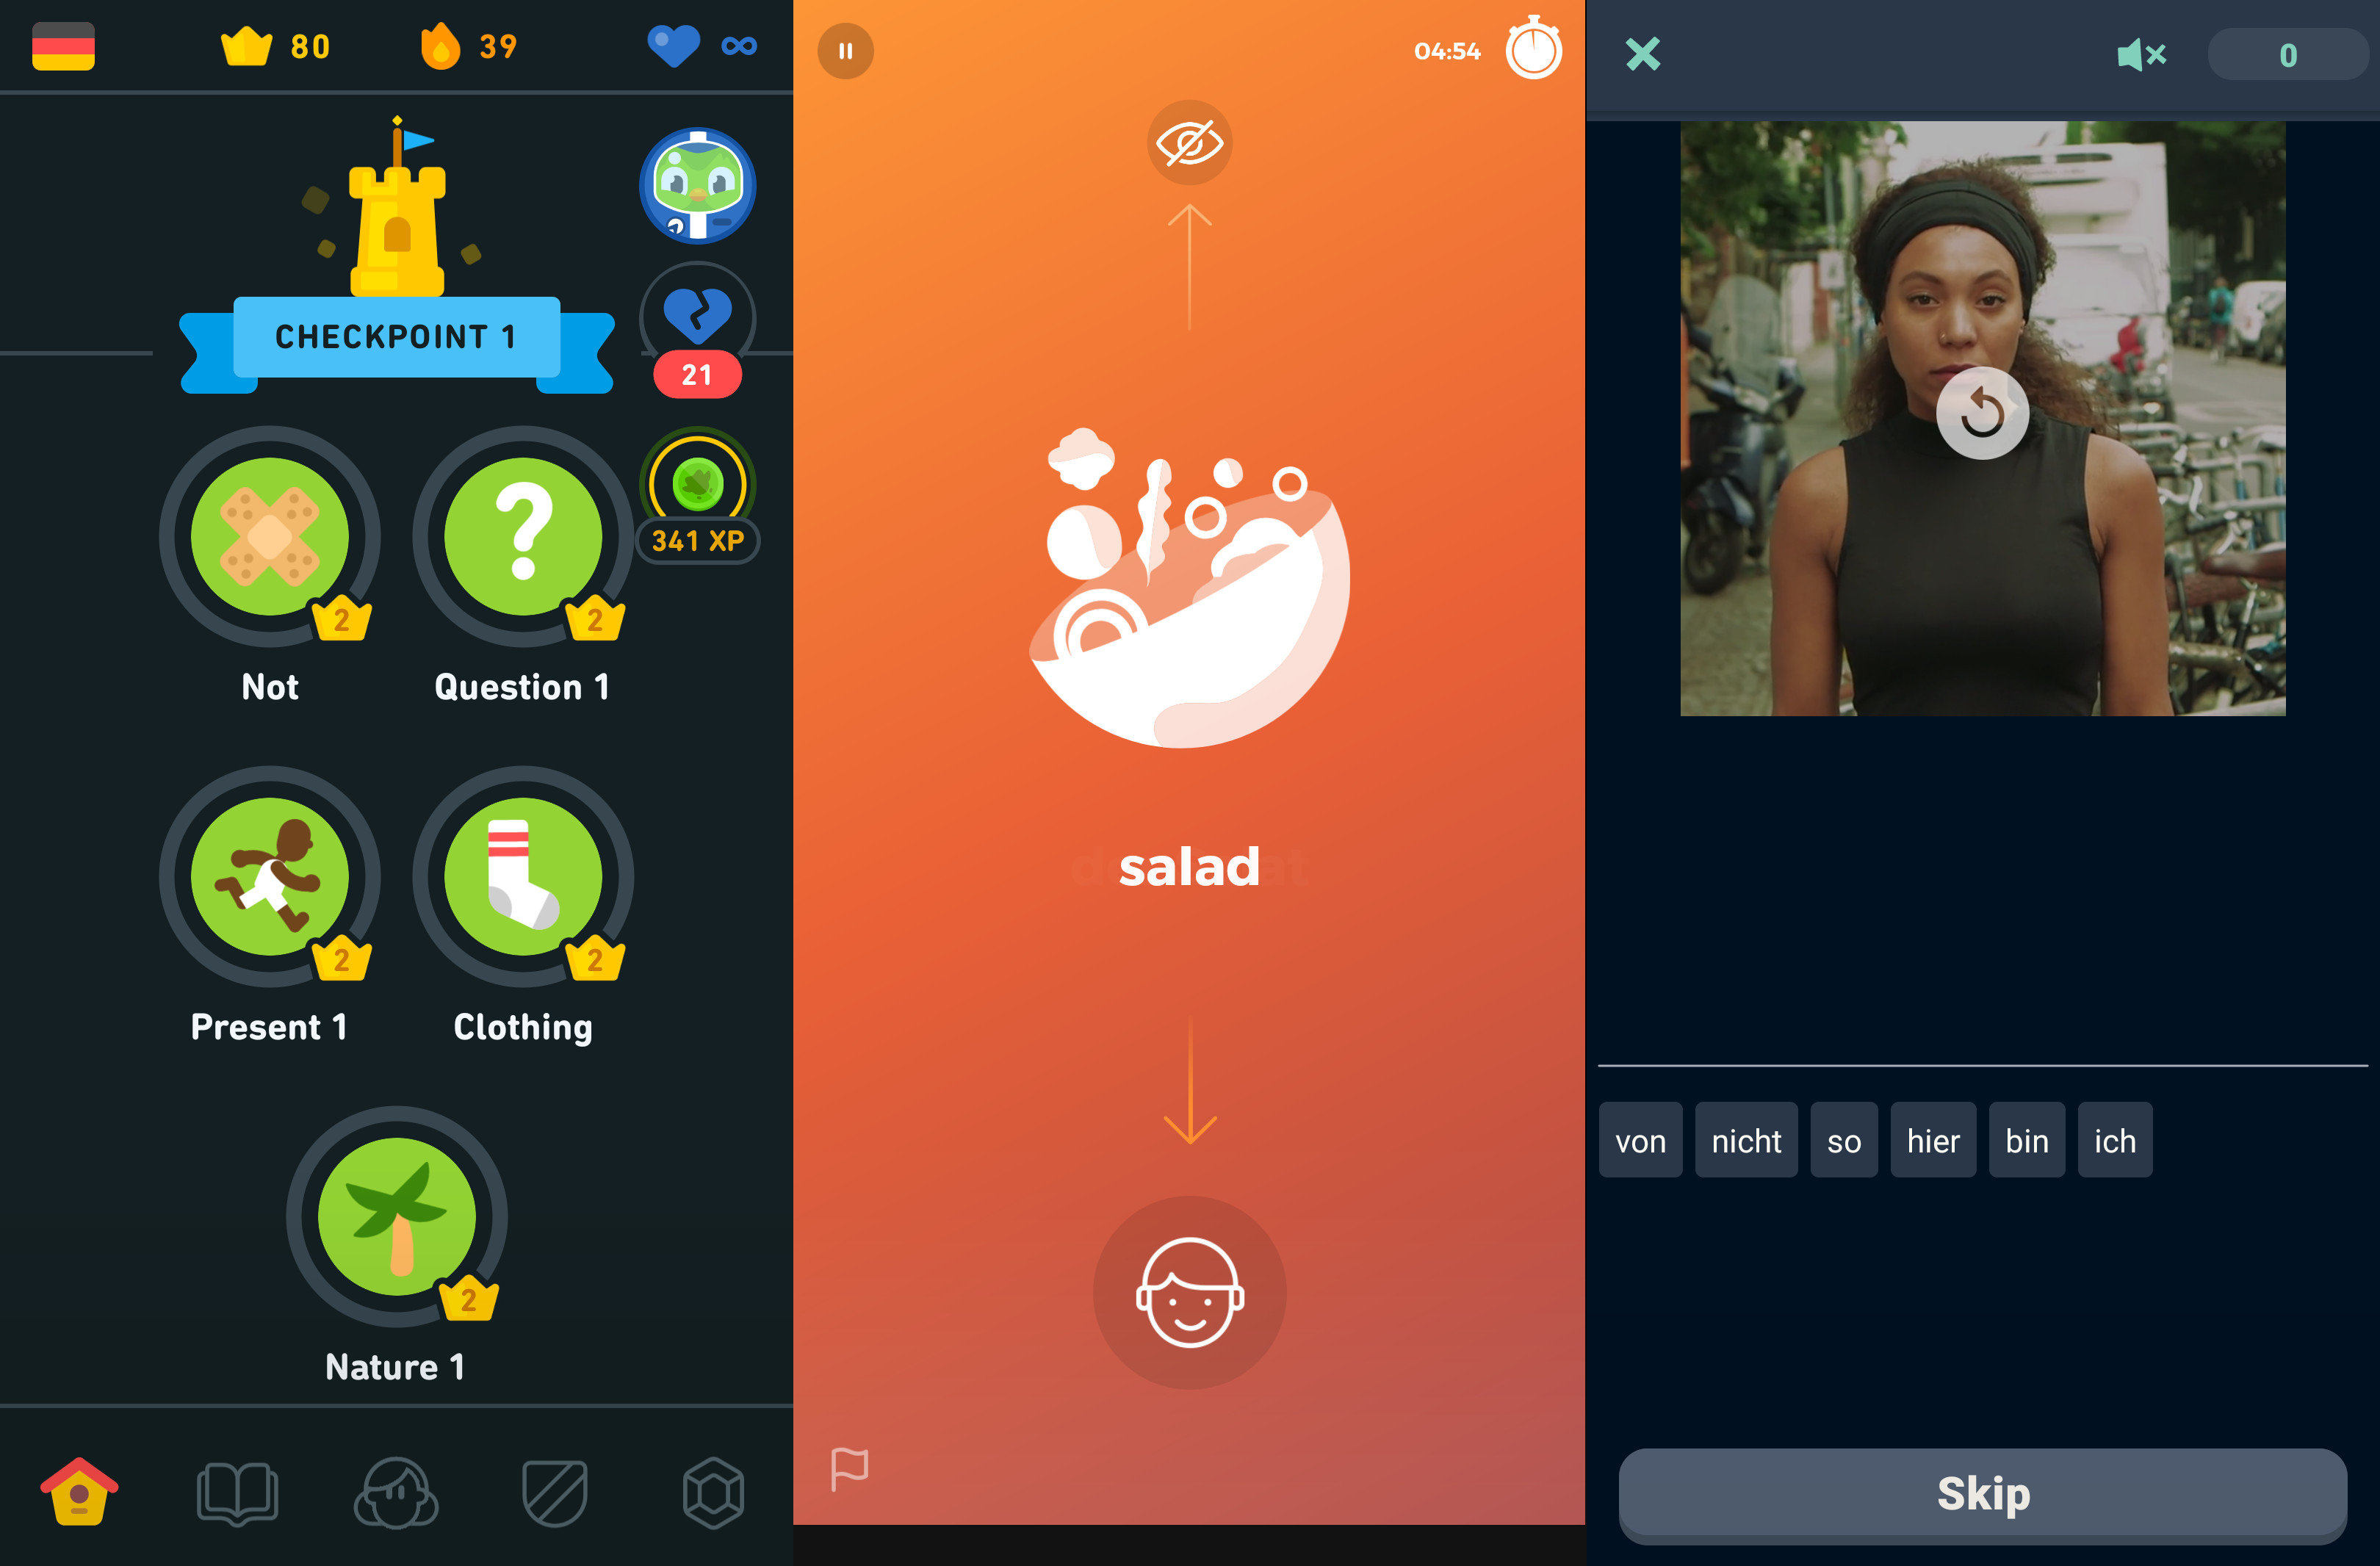 80
39
CHECKPOINT 1
21
341 XP
2
2
Not
Question 1
2
2
Present 1
Clothing
2
Nature 1
04:54
salad
0
von nicht so hier bin ich
Skip